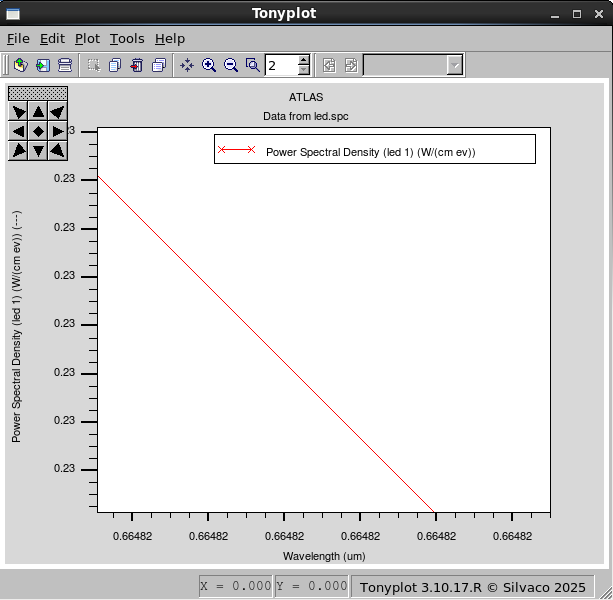 Tonyplot
File Edit Plot Tools Help
2
ATLAS
Data from led.spc
Power Spectral Density (led 1) (W/(cm ev))
3
0.23
0.23
0.23
0.23
0.23
0.23
0.23
Power Spectral Density (led 1) (W/(cm ev)) (---)
0.66482 0.66482 0.66482 0.66482 0.66482 0.66482
Wavelength (um)
X = 0.000 Y = 0.000 Tonyplot 3.10.17.R © Silvaco 2025